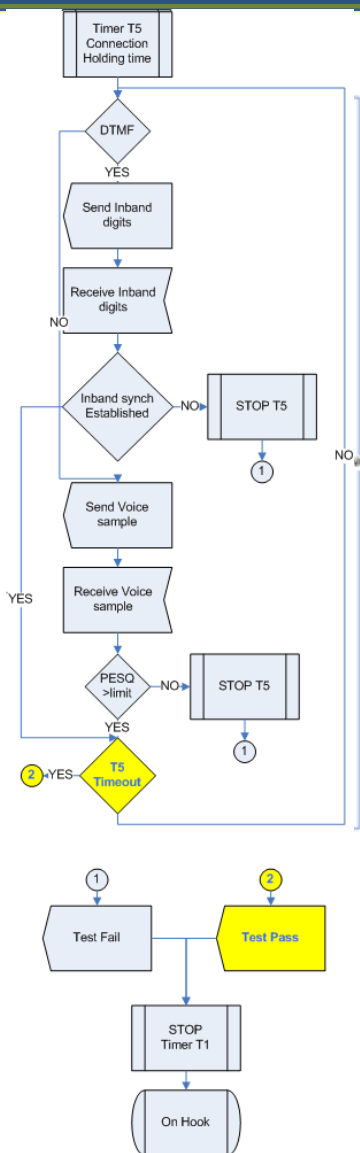 Timer T5
Connection
Holding time
DTMF
YES
Send Inband
digits
Receive Inband
digits
NO
Inband synch
Established
NO
STOP T5
1
NO
Send Voice
sample
Receive Voice
sample
YES
PESQ
>limit
NO
STOP T5
YES
1
T5
Timeout
YES
2
1
2
Test Fail
Test Pass
STOP
Timer T1
On Hook